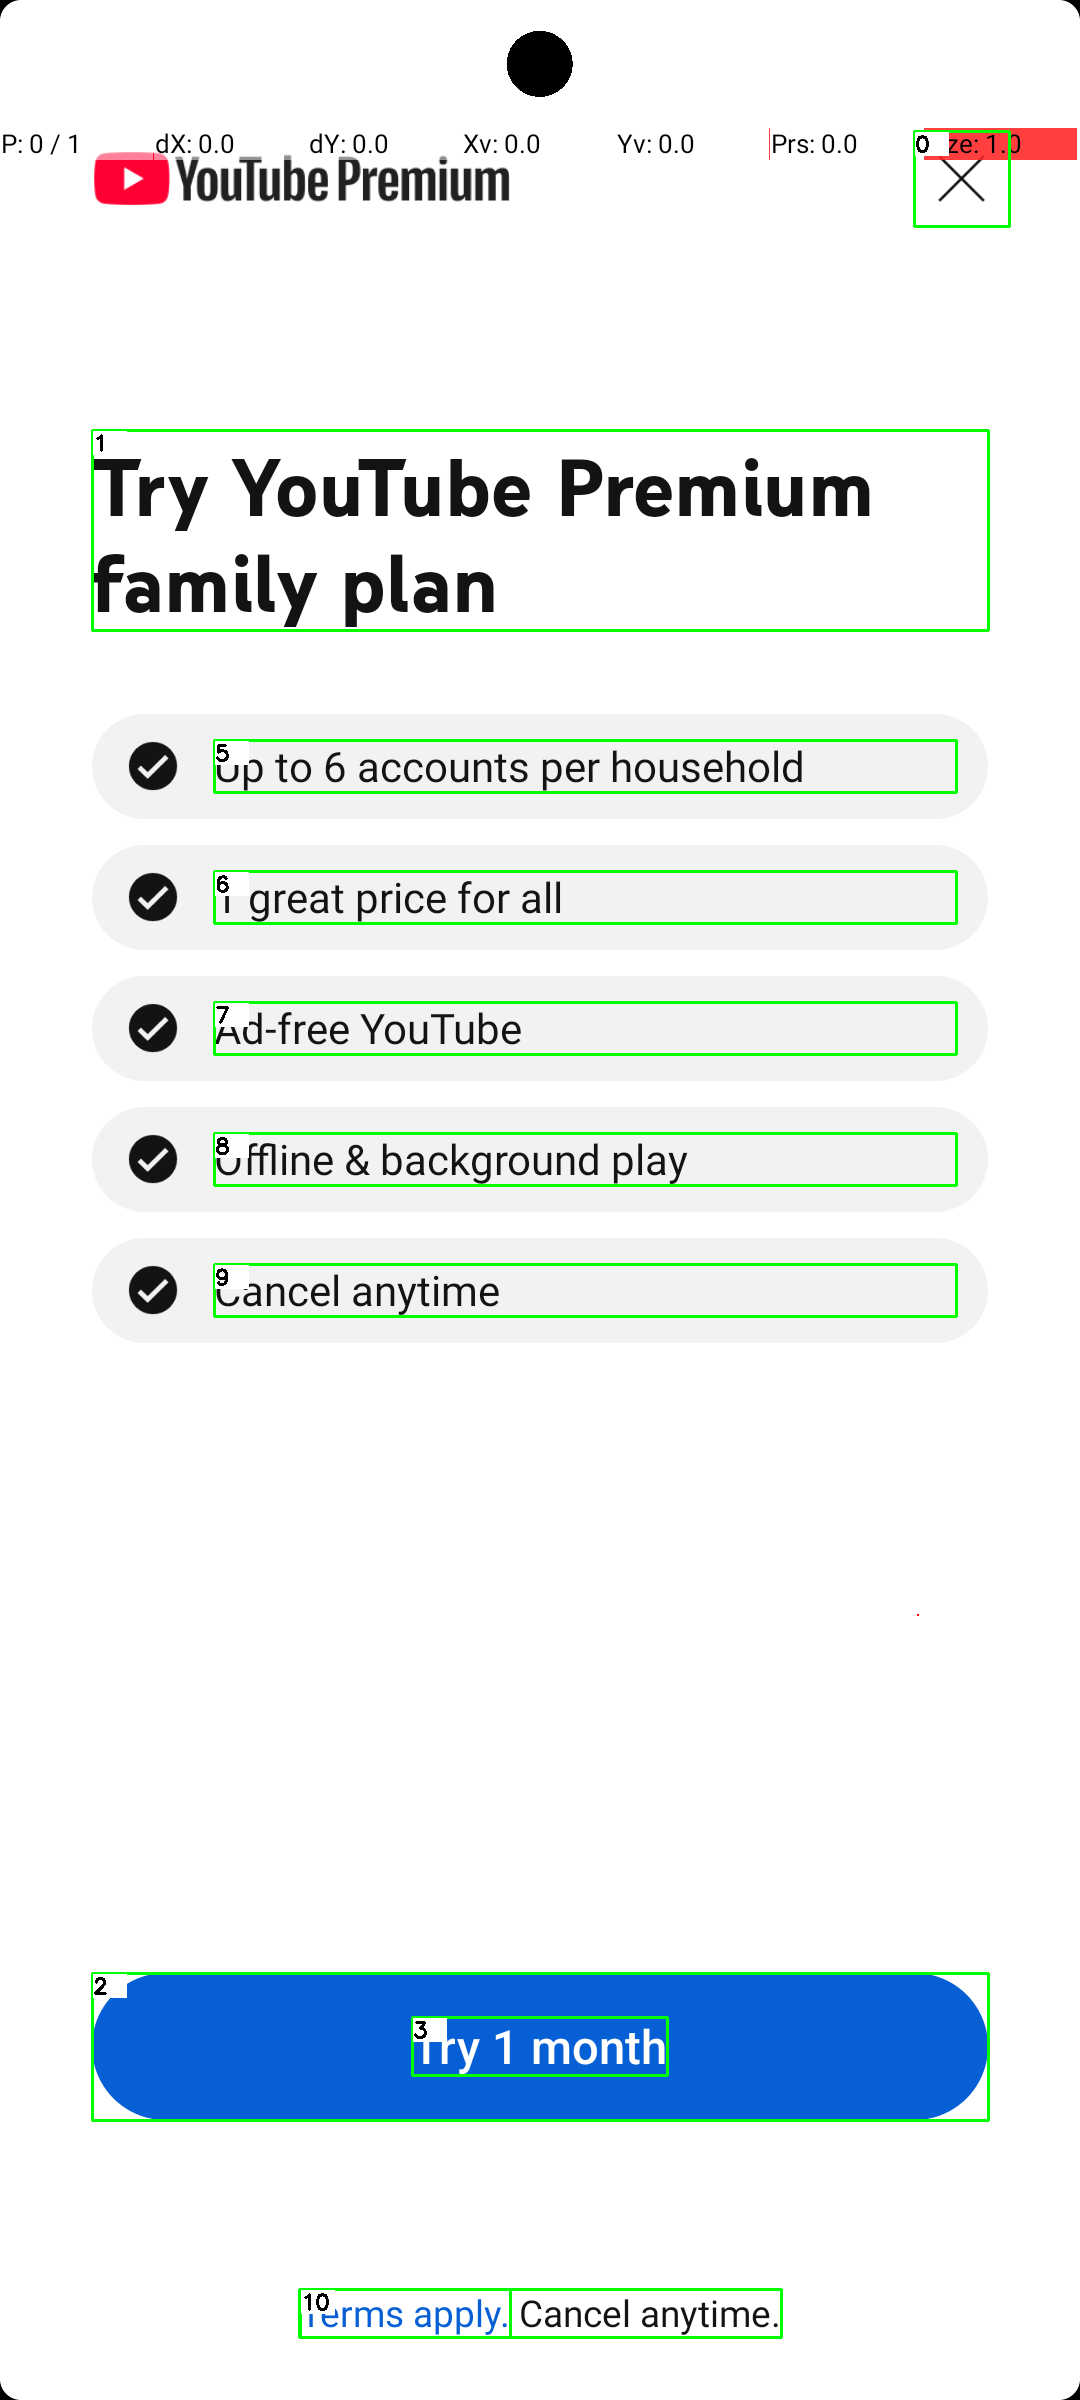 P: 0 / 1 dX: 0.0 dY: 0.0 Xv: 0.0 Yv: 0.0 Prs: 0.0 0 ze: 1.0
YouTube Premium
1
Try YouTube Premium
family plan
5 Up to 6 accounts per household
6 1 great price for all
7 Ad-free YouTube
8 Offline & background play
9 Cancel anytime
2
3 Try 1 month
10 Terms apply. Cancel anytime.